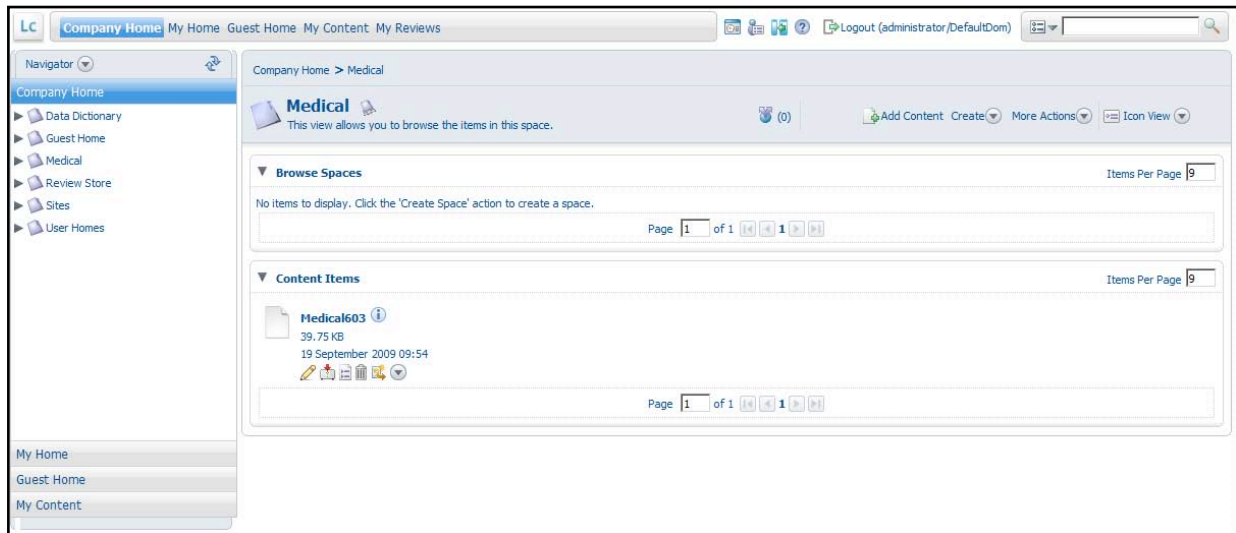 Lc Company Home My Home Guest Home My Content My Reviews ? Logout (administrator/DefaultDom)
Navigator
Company Home
Data Dictionary
Guest Home
Medical
Review Store
Sites
User Homes
My Home
Guest Home
My Content
Company Home > Medical
Medical
This view allows you to browse the items in this space.
(0) Add Content Create More Actions Icon View
Browse Spaces Items Per Page 9
No items to display. Click the 'Create Space' action to create a space.
Page 1 of 1 1
Content Items Items Per Page 9
Medical603 i
39.75 KB
19 September 2009 09:54
Page 1 of 1 1